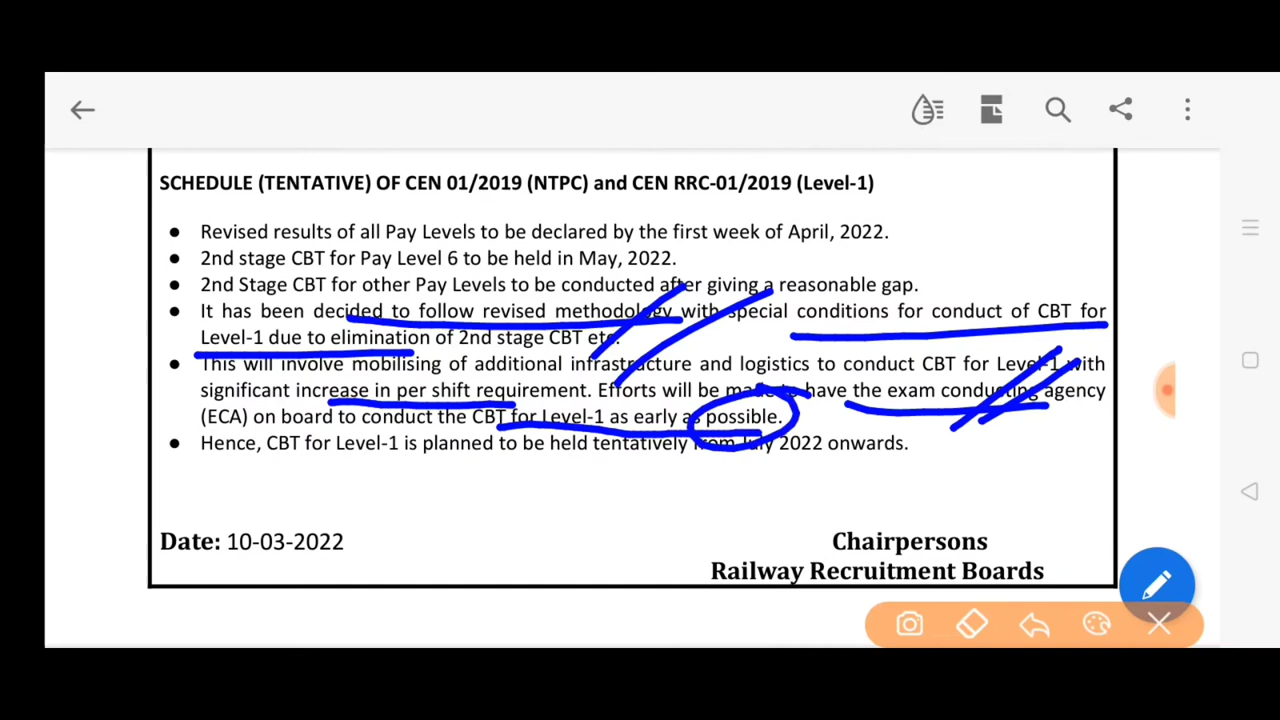 SCHEDULE (TENTATIVE) OF CEN 01/2019 (NTPC) and CEN RRC-01/2019 (Level-1)
● Revised results of all Pay Levels to be declared by the first week of April, 2022.
● 2nd stage CBT for Pay Level 6 to be held in May, 2022.
● 2nd Stage CBT for other Pay Levels to be conducted after giving a reasonable gap.
● It has been decided to follow revised methodology with special conditions for conduct of CBT for
Level-1 due to elimination of 2nd stage CBT etc.
● This will involve mobilising of additional infrastructure and logistics to conduct CBT for Level-1 with
significant increase in per shift requirement. Efforts will be made to have the exam conducting agency
(ECA) on board to conduct the CBT for Level-1 as early as possible.
● Hence, CBT for Level-1 is planned to be held tentatively from July 2022 onwards.
Date: 10-03-2022
Chairpersons
Railway Recruitment Boards